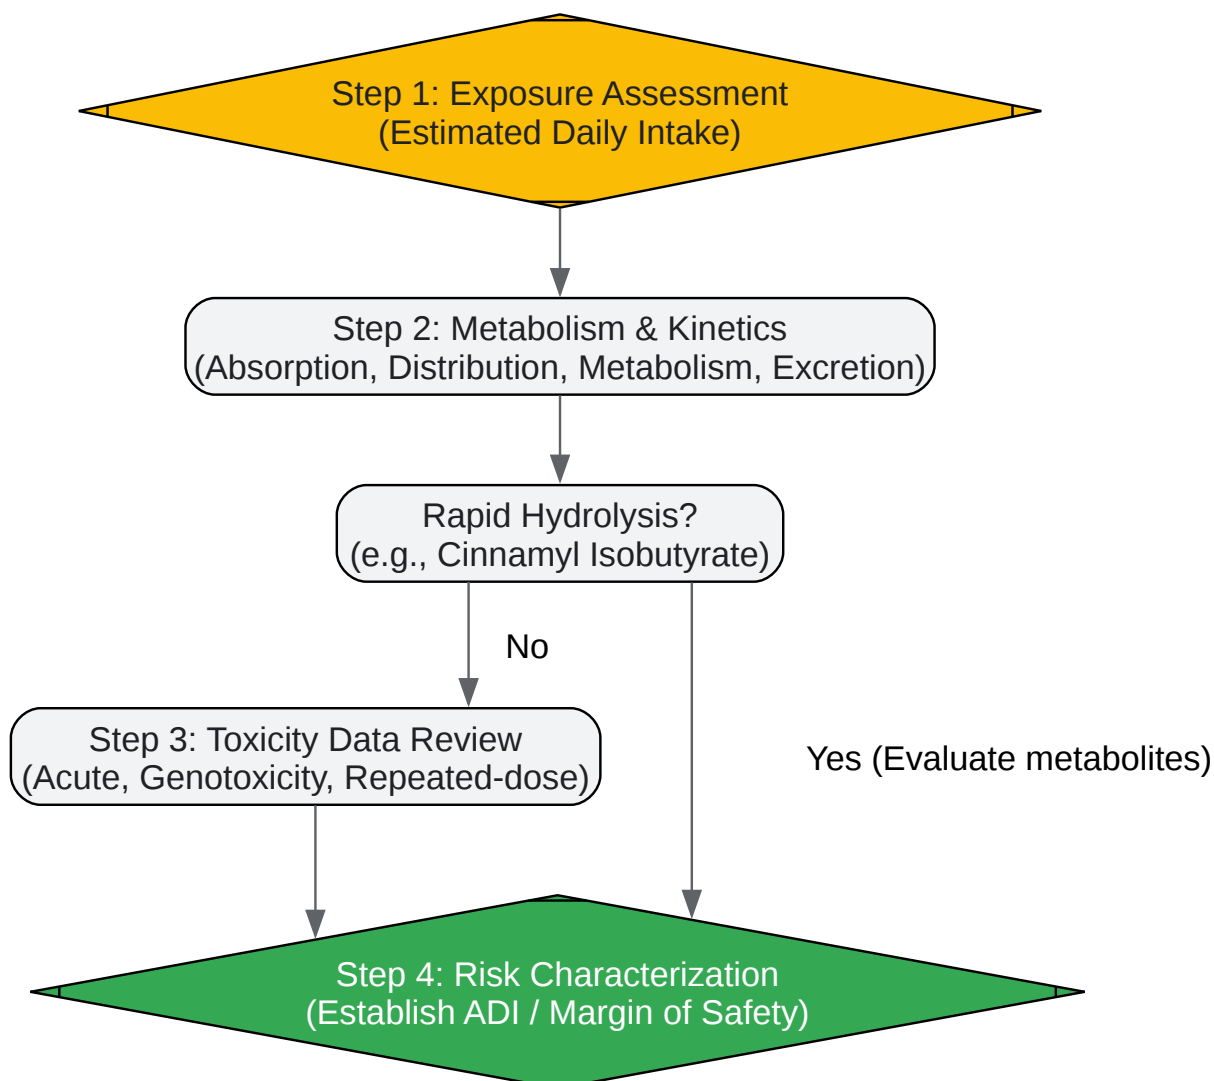 Step 1: Exposure Assessment
(Estimated Daily Intake)
Step 2: Metabolism & Kinetics
(Absorption, Distribution, Metabolism, Excretion)
Rapid Hydrolysis?
(e.g., Cinnamyl Isobutyrate)
No
Step 3: Toxicity Data Review
(Acute, Genotoxicity, Repeated-dose)
Yes (Evaluate metabolites)
Step 4: Risk Characterization
(Establish ADI / Margin of Safety)